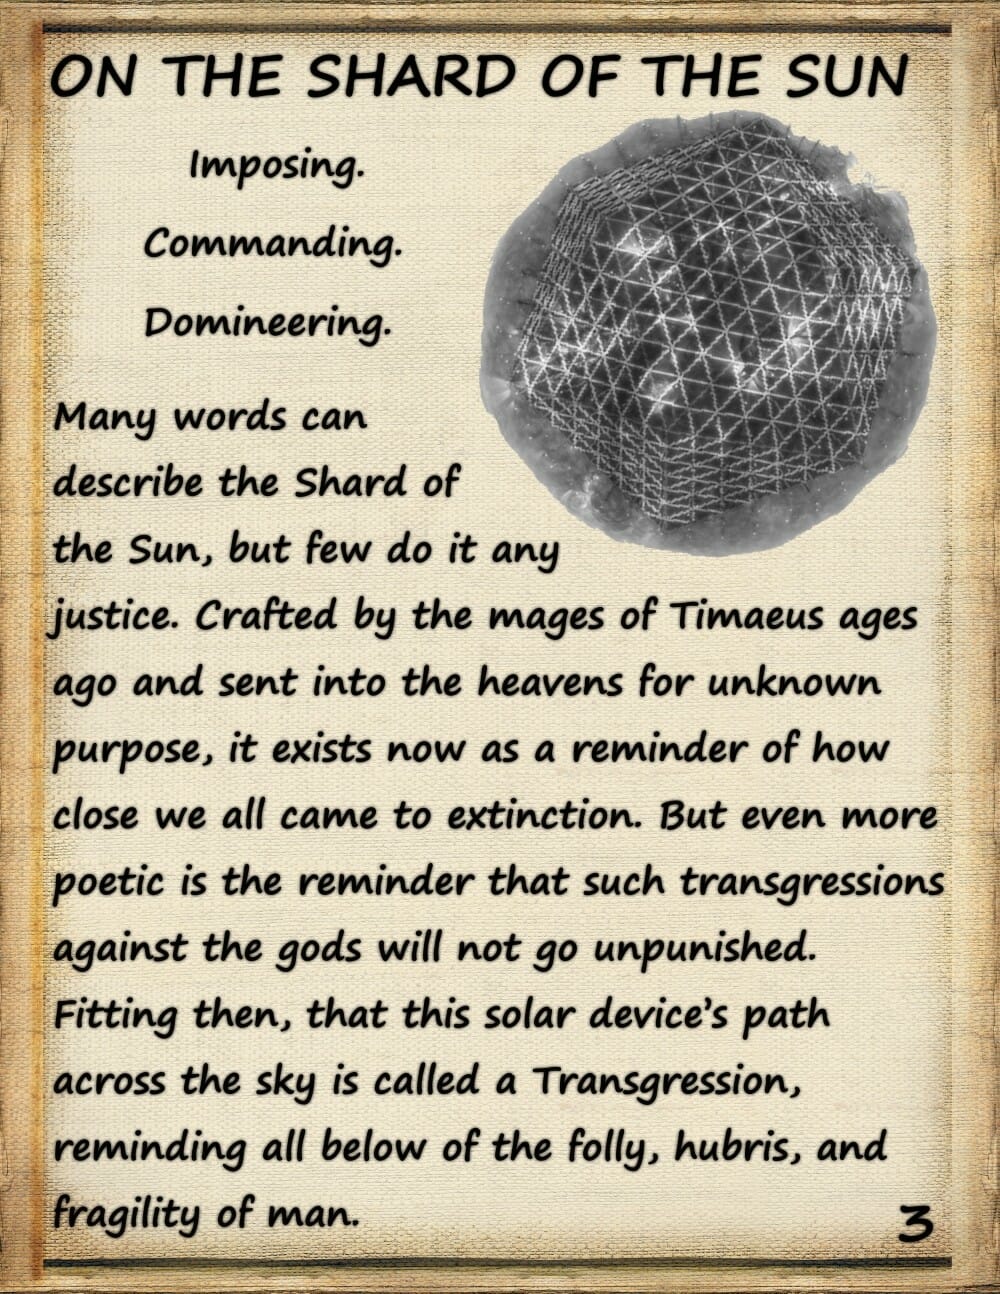 ON THE SHARD OF THE SUN
Imposing.
Commanding.
Domineering.
Many words can
describe the Shard of
the Sun, but few do it any
justice. Crafted by the mages of Timaeus ages
ago and sent into the heavens for unknown
purpose, it exists now as a reminder of how
close we all came to extinction. But even more
poetic is the reminder that such transgressions
against the gods will not go unpunished.
Fitting then, that this solar device’s path
across the sky is called a Transgression,
reminding all below of the folly, hubris, and
fragility of man.
3